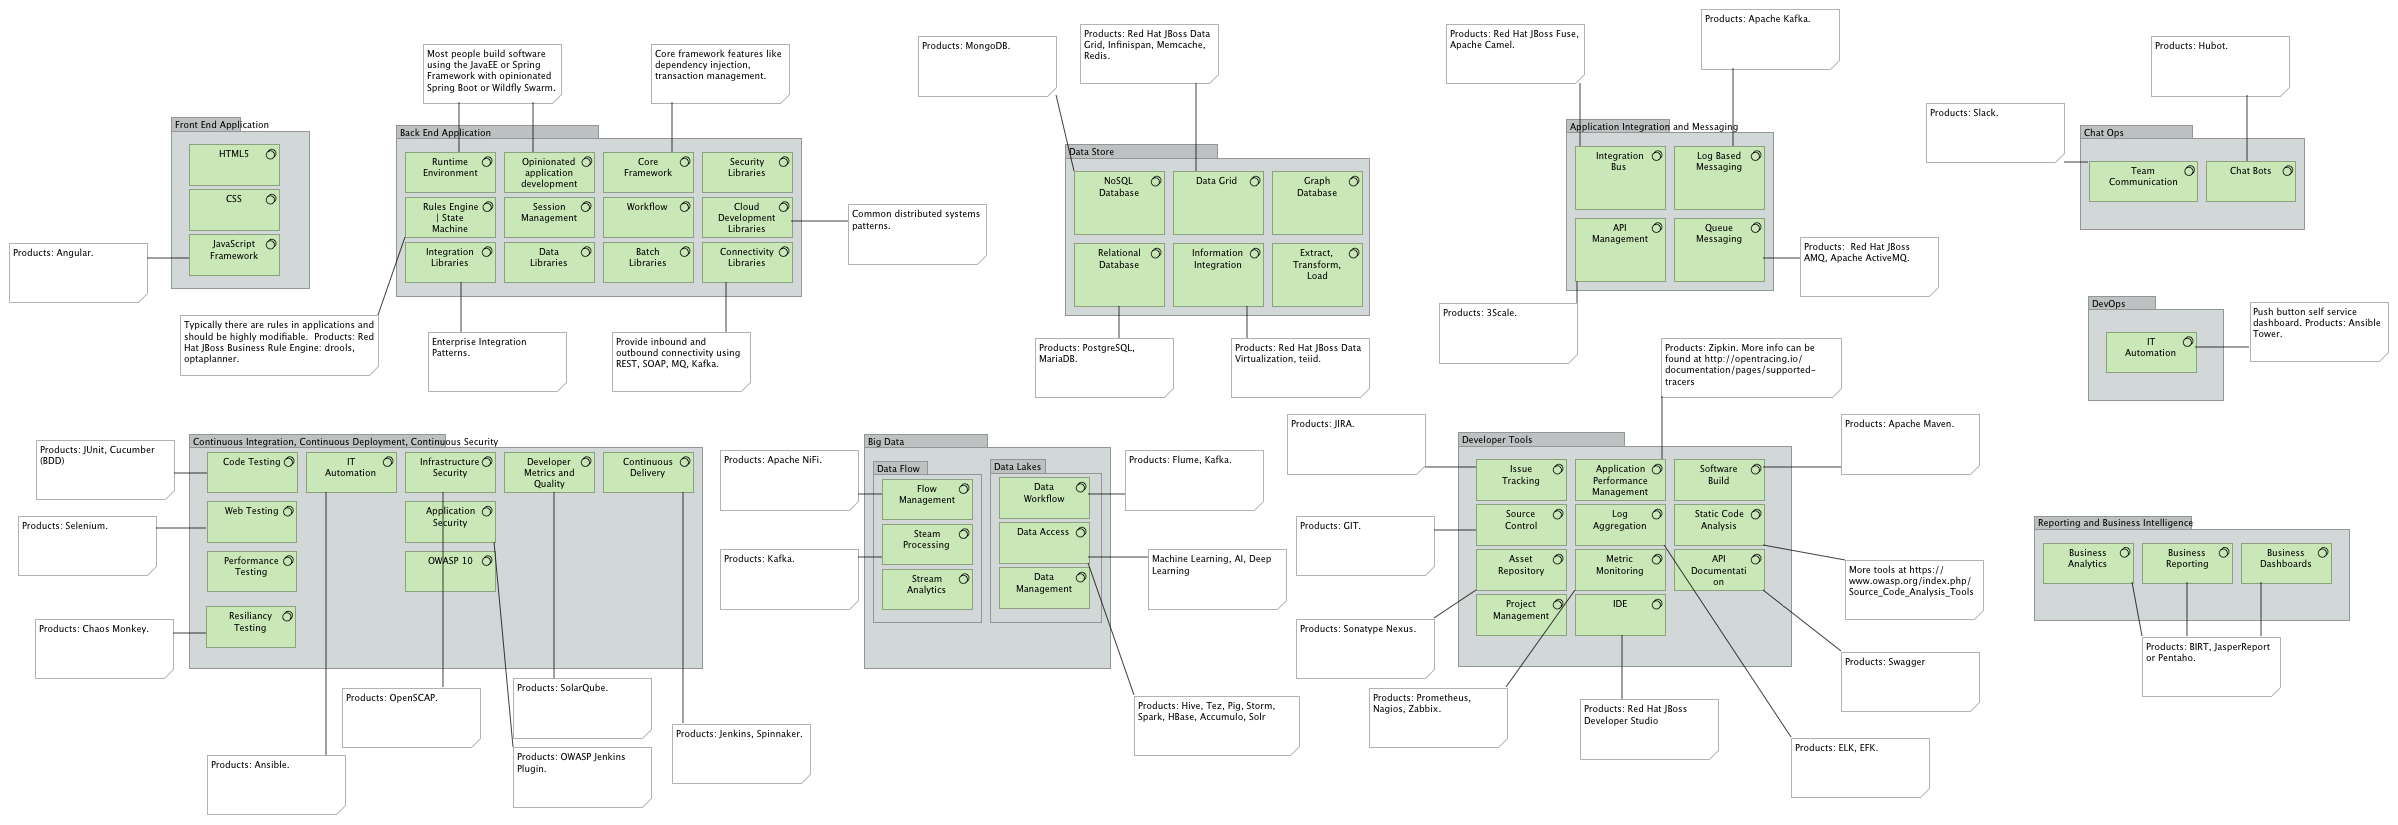 Products: Apache Kafka.
Most people build software
using the JavaEE or Spring
Framework with opinionated
Spring Boot or Wildfly Swarm.
Core framework features like
dependency injection,
transaction management.
Products: MongoDB.
Products: Red Hat JBoss Data
Grid, Infinispan, Memcache,
Redis.
Products: Red Hat JBoss Fuse,
Apache Camel.
Products: Hubot.
Products: Slack.
Front End Application
HTML5
CSS
JavaScript
Framework
Products: Angular.
Back End Application
Runtime
Environment
Opinionated
application
development
Core
Framework
Security
Libraries
Rules Engine
| State
Machine
Session
Management
Workflow
Cloud
Development
Libraries
Integration
Libraries
Data
Libraries
Batch
Libraries
Connectivity
Libraries
Common distributed systems
patterns.
Typically there are rules in applications and
should be highly modifiable.  Products: Red
Hat JBoss Business Rule Engine: drools,
optaplanner.
Enterprise Integration
Patterns.
Provide inbound and
outbound connectivity using
REST, SOAP, MQ, Kafka.
Data Store
NoSQL
Database
Data Grid
Graph
Database
Relational
Database
Information
Integration
Extract,
Transform,
Load
Products: PostgreSQL,
MariaDB.
Products: Red Hat JBoss Data
Virtualization, teiid.
Application Integration and Messaging
Integration
Bus
Log Based
Messaging
API
Management
Queue
Messaging
Products:  Red Hat JBoss
AMQ, Apache ActiveMQ.
Products: 3Scale.
Chat Ops
Team
Communication
Chat Bots
DevOps
IT
Automation
Push button self service
dashboard. Products: Ansible
Tower.
Products: Zipkin. More info can be
found at http://opentracing.io/
documentation/pages/supported-
tracers
Continuous Integration, Continuous Deployment, Continuous Security
Code Testing
IT
Automation
Infrastructure
Security
Developer
Metrics and
Quality
Continuous
Delivery
Web Testing
Application
Security
Performance
Testing
OWASP 10
Resiliancy
Testing
Products: JUnit, Cucumber
(BDD)
Products: Selenium.
Products: Chaos Monkey.
Products: Ansible.
Products: OpenSCAP.
Products: SolarQube.
Products: OWASP Jenkins
Plugin.
Products: Jenkins, Spinnaker.
Big Data
Data Flow
Flow
Management
Steam
Processing
Stream
Analytics
Data Lakes
Data
Workflow
Data Access
Data
Management
Products: Apache NiFi.
Products: Kafka.
Products: Flume, Kafka.
Machine Learning, AI, Deep
Learning
Products: Hive, Tez, Pig, Storm,
Spark, HBase, Accumulo, Solr
Developer Tools
Issue
Tracking
Application
Performance
Management
Software
Build
Source
Control
Log
Aggregation
Static Code
Analysis
Asset
Repository
Metric
Monitoring
API
Documentati
on
Project
Management
IDE
Products: JIRA.
Products: GIT.
Products: Sonatype Nexus.
Products: Prometheus,
Nagios, Zabbix.
Products: Red Hat JBoss
Developer Studio
Products: ELK, EFK.
Products: Swagger
More tools at https://
www.owasp.org/index.php/
Source_Code_Analysis_Tools
Products: Apache Maven.
Reporting and Business Intelligence
Business
Analytics
Business
Reporting
Business
Dashboards
Products: BIRT, JasperReport
or Pentaho.